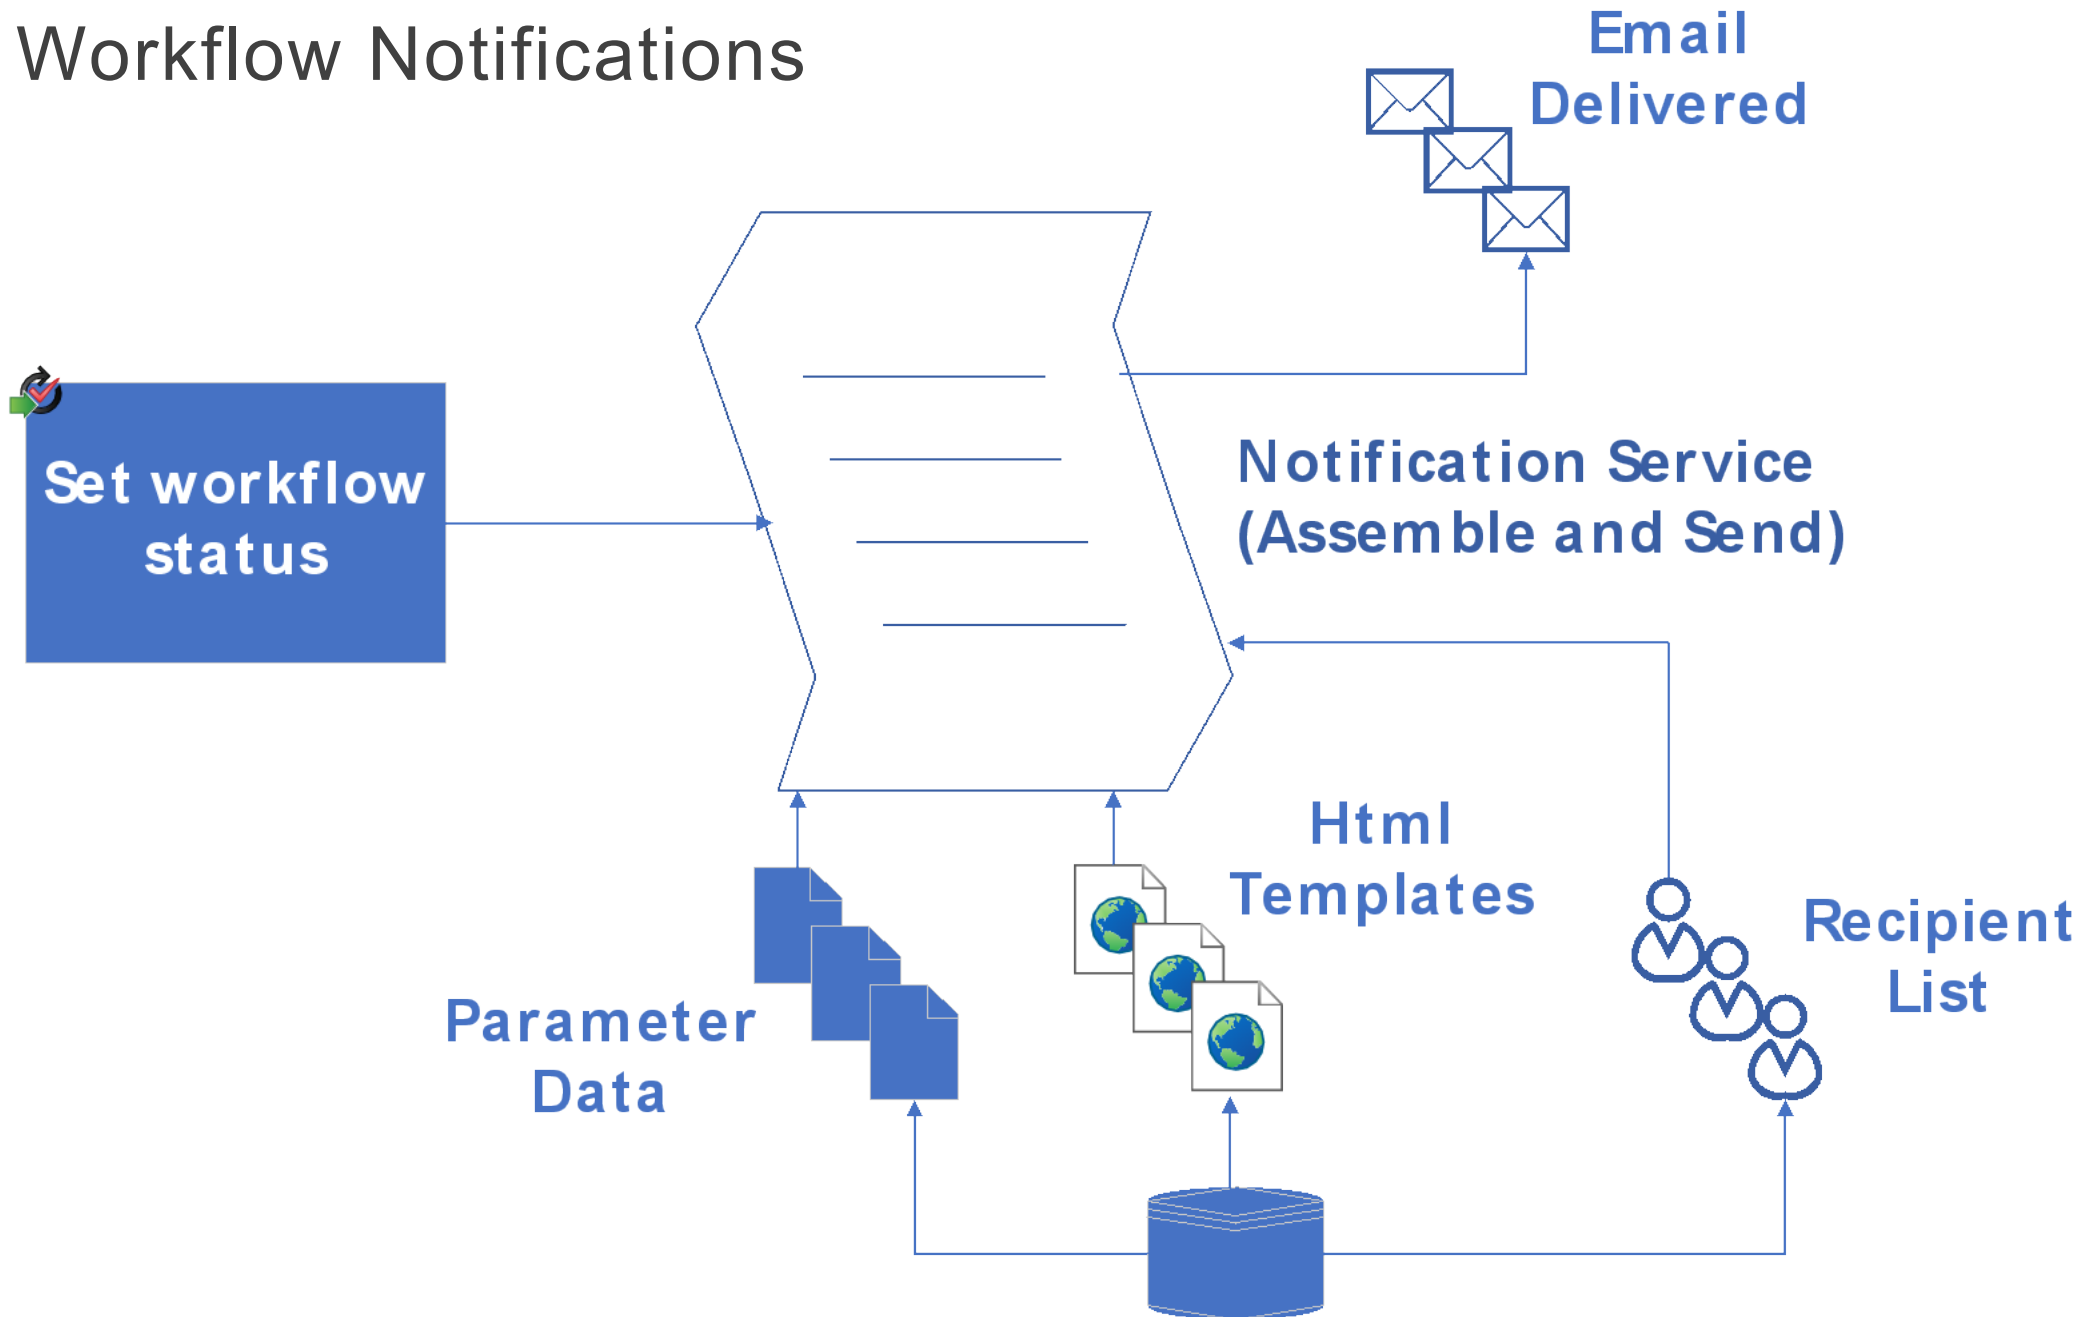 Workflow Notifications
Email
Delivered
Set workflow
status
Notification Service
(Assemble and Send)
Html
Templates
Recipient
List
Parameter
Data